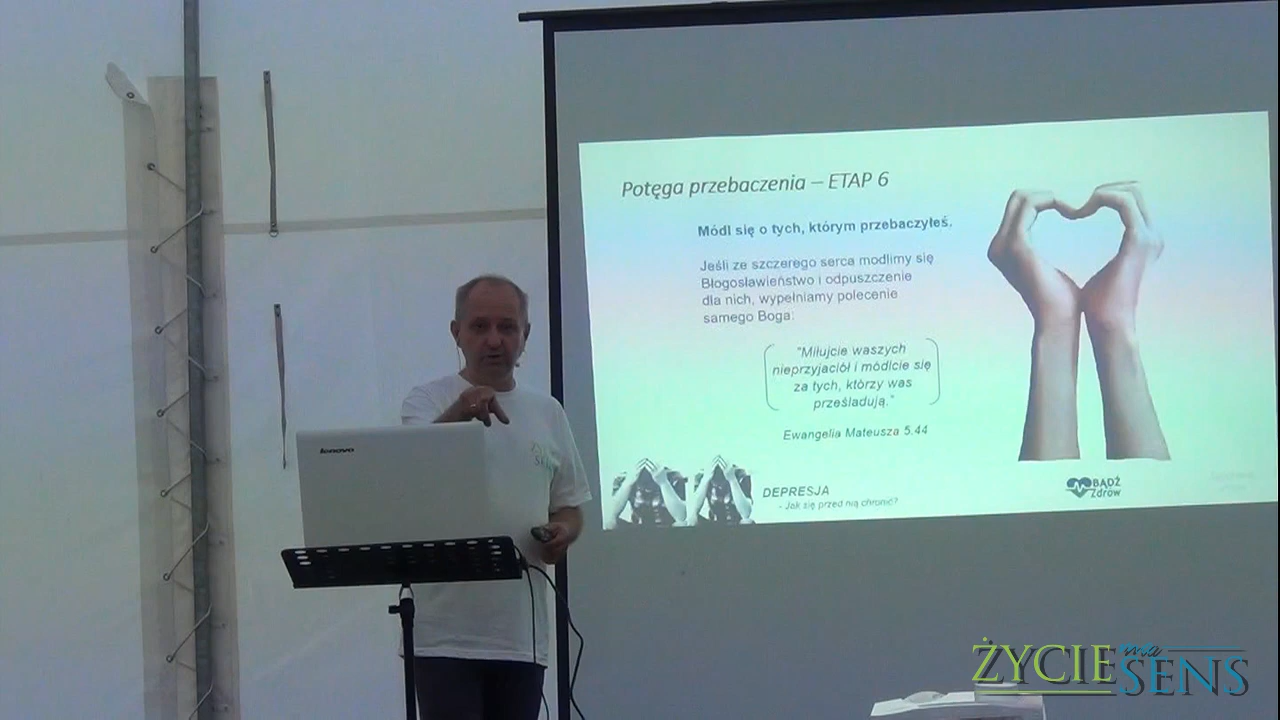 Potęga przebaczenia – ETAP 6
Módl się o tych, którym przebaczyłeś.
Jeśli ze szczerego serca modlimy się
Błogosławieństwo i odpuszczenie
dla nich, wypełniamy polecenie
samego Boga:
"Miłujcie waszych
nieprzyjaciół i módlcie się
za tych, którzy was
prześladują."
Ewangelia Mateusza 5.44
DEPRESJA
- Jak się przed nią chronić?
BĄDŹ
Zdrów
lenovo
ŻYCIE ma
SENS